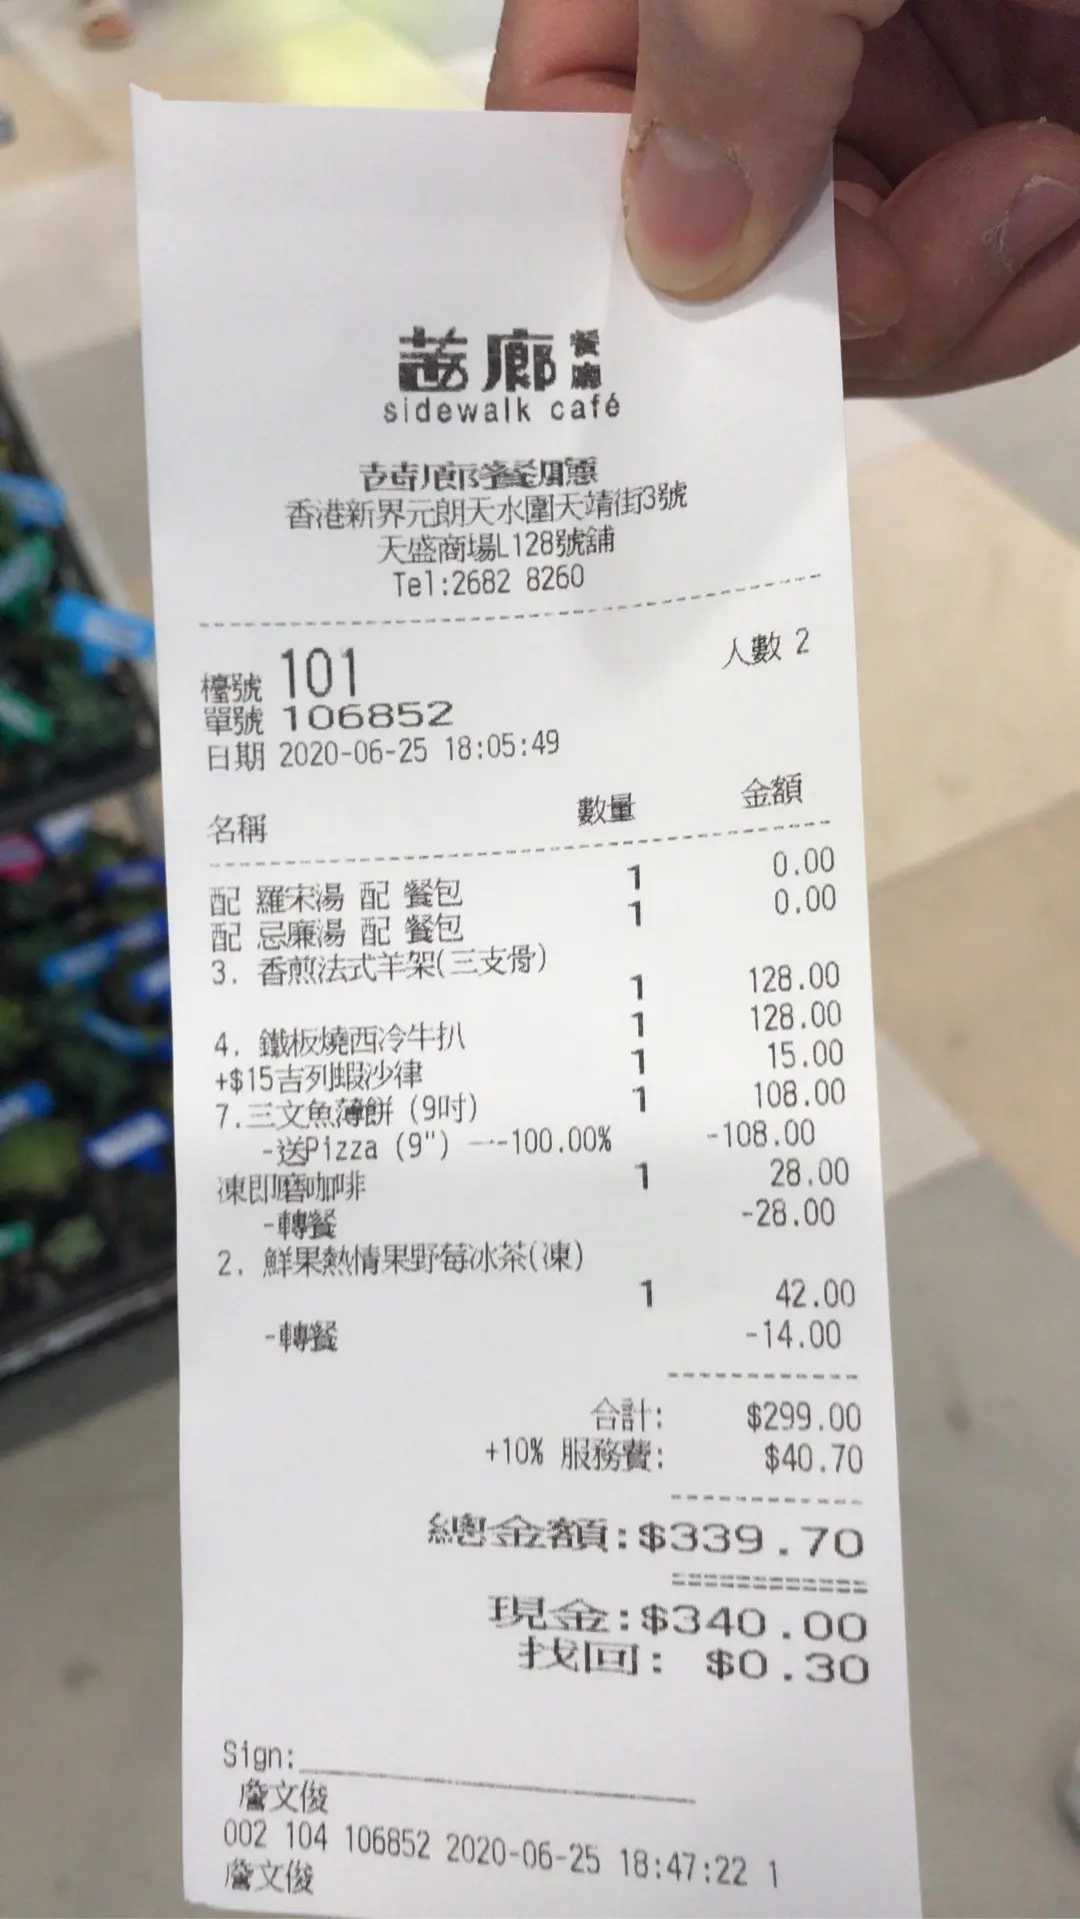 茜廊餐廳
sidewalk café
茜廊餐廳
香港新界元朗天水圍天靖街3號
天盛商場L128號舖
Tel:2682 8260
檯號 101 人數 2
單號 106852
日期 2020-06-25 18:05:49
名稱 數量 金額
配 羅宋湯 配 餐包 1 0.00
配 忌廉湯 配 餐包 1 0.00
3. 香煎法式羊架(三支骨)
1 128.00
4. 鐵板燒西冷牛扒 1 128.00
+$15吉列蝦沙律 1 15.00
7.三文魚薄餅 (9吋) 1 108.00
-送Pizza (9") —-100.00% -108.00
凍即磨咖啡 1 28.00
-轉餐 -28.00
2. 鮮果熱情果野莓冰茶(凍)
1 42.00
-轉餐 -14.00
合計: $299.00
+10% 服務費: $40.70
總金額:$339.70
現金:$340.00
找回: $0.30
Sign:
詹文俊
002 104 106852 2020-06-25 18:47:22 1
詹文俊